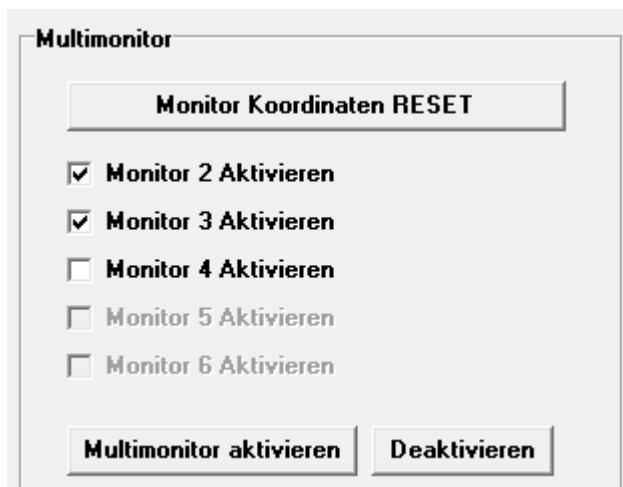 Multimonitor
Monitor Koordinaten RESET
Monitor 2 Aktivieren
Monitor 3 Aktivieren
Monitor 4 Aktivieren
Monitor 5 Aktivieren
Monitor 6 Aktivieren
Multimonitor aktivieren Deaktivieren